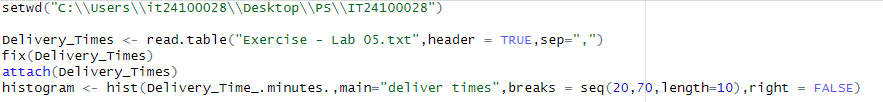 setwd("C:\\Users\\it24100028\\Desktop\\PS\\IT24100028")
Delivery_Times <- read.table("Exercise - Lab 05.txt",header = TRUE,sep=",")
fix(Delivery_Times)
attach(Delivery_Times)
histogram <- hist(Delivery_Time_.minutes.,main="deliver times",breaks = seq(20,70,length=10),right = FALSE)